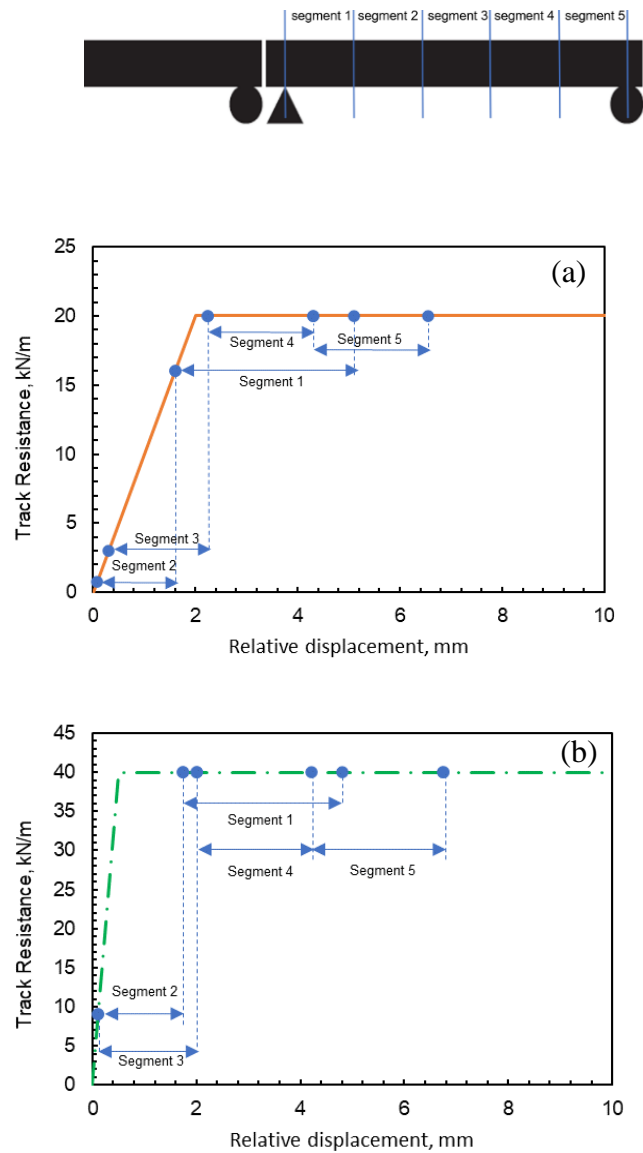 segment 1 segment 2 segment 3 segment 4 segment 5
(a)
Track Resistance, kN/m
25
20
15
10
5
0
Segment 4
Segment 5
Segment 1
Segment 3
Segment 2
0 2 4 6 8 10
Relative displacement, mm
(b)
Track Resistance, kN/m
45
40
35
30
25
20
15
10
5
0
Segment 1
Segment 4
Segment 5
Segment 2
Segment 3
0 2 4 6 8 10
Relative displacement, mm